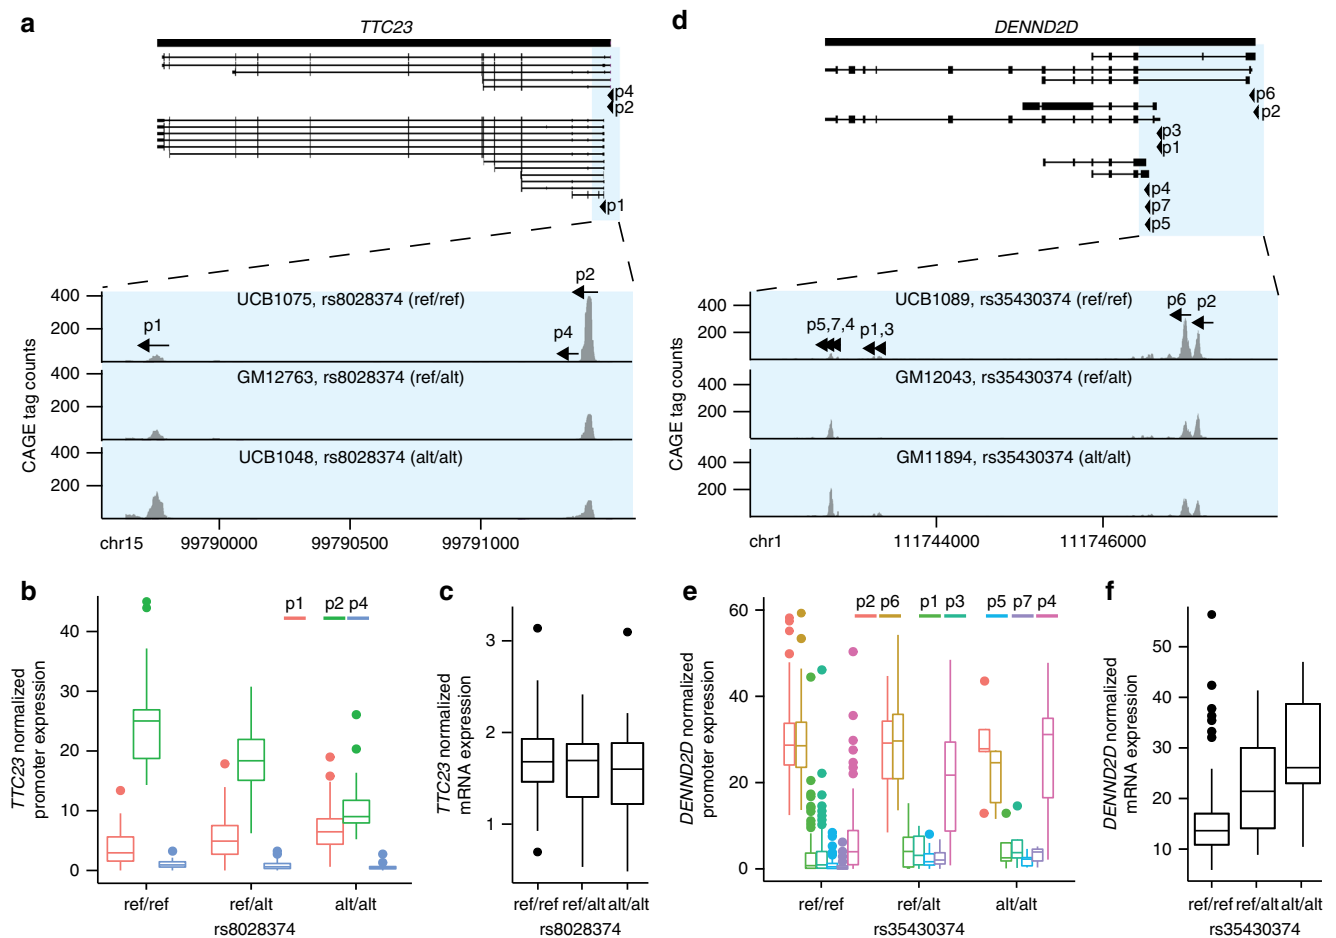 a
TTC23
p4
p2
p1
CAGE tag counts
400
200
UCB1075, rs8028374 (ref/ref)
p1
p4
p2
400
200
GM12763, rs8028374 (ref/alt)
400
200
UCB1048, rs8028374 (alt/alt)
chr15
99790000
99790500
99791000
d
DENND2D
p6
p2
p3
p1
p4
p7
p5
CAGE tag counts
400
200
UCB1089, rs35430374 (ref/ref)
p5,7,4
p1,3
p6
p2
400
200
GM12043, rs35430374 (ref/alt)
400
200
GM11894, rs35430374 (alt/alt)
chr1
111744000
111746000
b
TTC23 normalized
promoter expression
p1
p2
p4
40
30
20
10
0
ref/ref
ref/alt
alt/alt
rs8028374
c
TTC23 normalized
mRNA expression
3
2
1
ref/ref
ref/alt
alt/alt
rs8028374
e
DENND2D normalized
promoter expression
p2
p6
p1
p3
p5
p7
p4
60
40
20
0
ref/ref
ref/alt
alt/alt
rs35430374
f
DENND2D normalized
mRNA expression
50
40
30
20
10
ref/ref
ref/alt
alt/alt
rs35430374